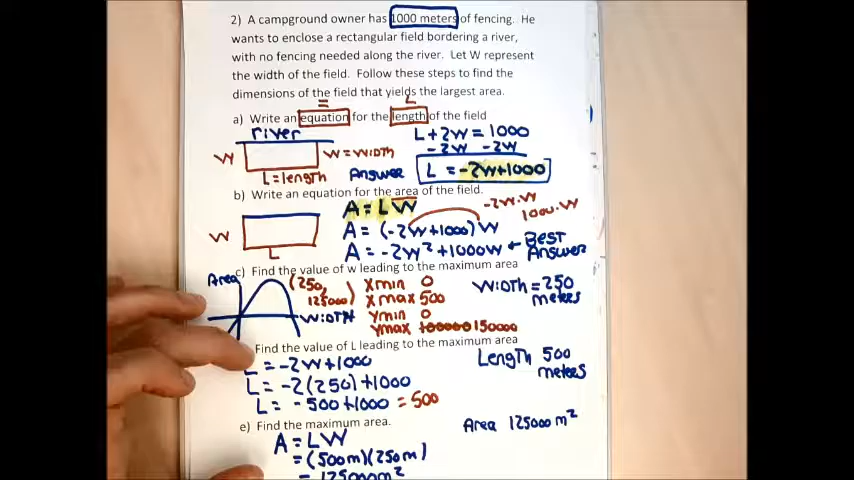 2) A campground owner has 1000 meters of fencing. He
wants to enclose a rectangular field bordering a river,
with no fencing needed along the river. Let W represent
the width of the field. Follow these steps to find the
dimensions of the field that yields the largest area.
= L
a) Write an equation for the length of the field
river
W W = WIDTH
L = length
L + 2W = 1000
-2W -2W
Answer L = -2W+1000
b) Write an equation for the area of the field.
A = LW
-2W·W
1000·W
W
L
A = (-2W+1000)W
A = -2W² + 1000W ← BEST Answer
c) Find the value of w leading to the maximum area
Area
(250, 125000)
WIDTH
Xmin 0
Xmax 500
Ymin 0
Ymax 150000
WIDTH = 250 meters
Find the value of L leading to the maximum area
L = -2W+1000
L = -2(250)+1000
L = -500+1000 = 500
Length 500 meters
e) Find the maximum area.
A = LW
= (500m)(250m)
= 125000m²
Area 125000 m²